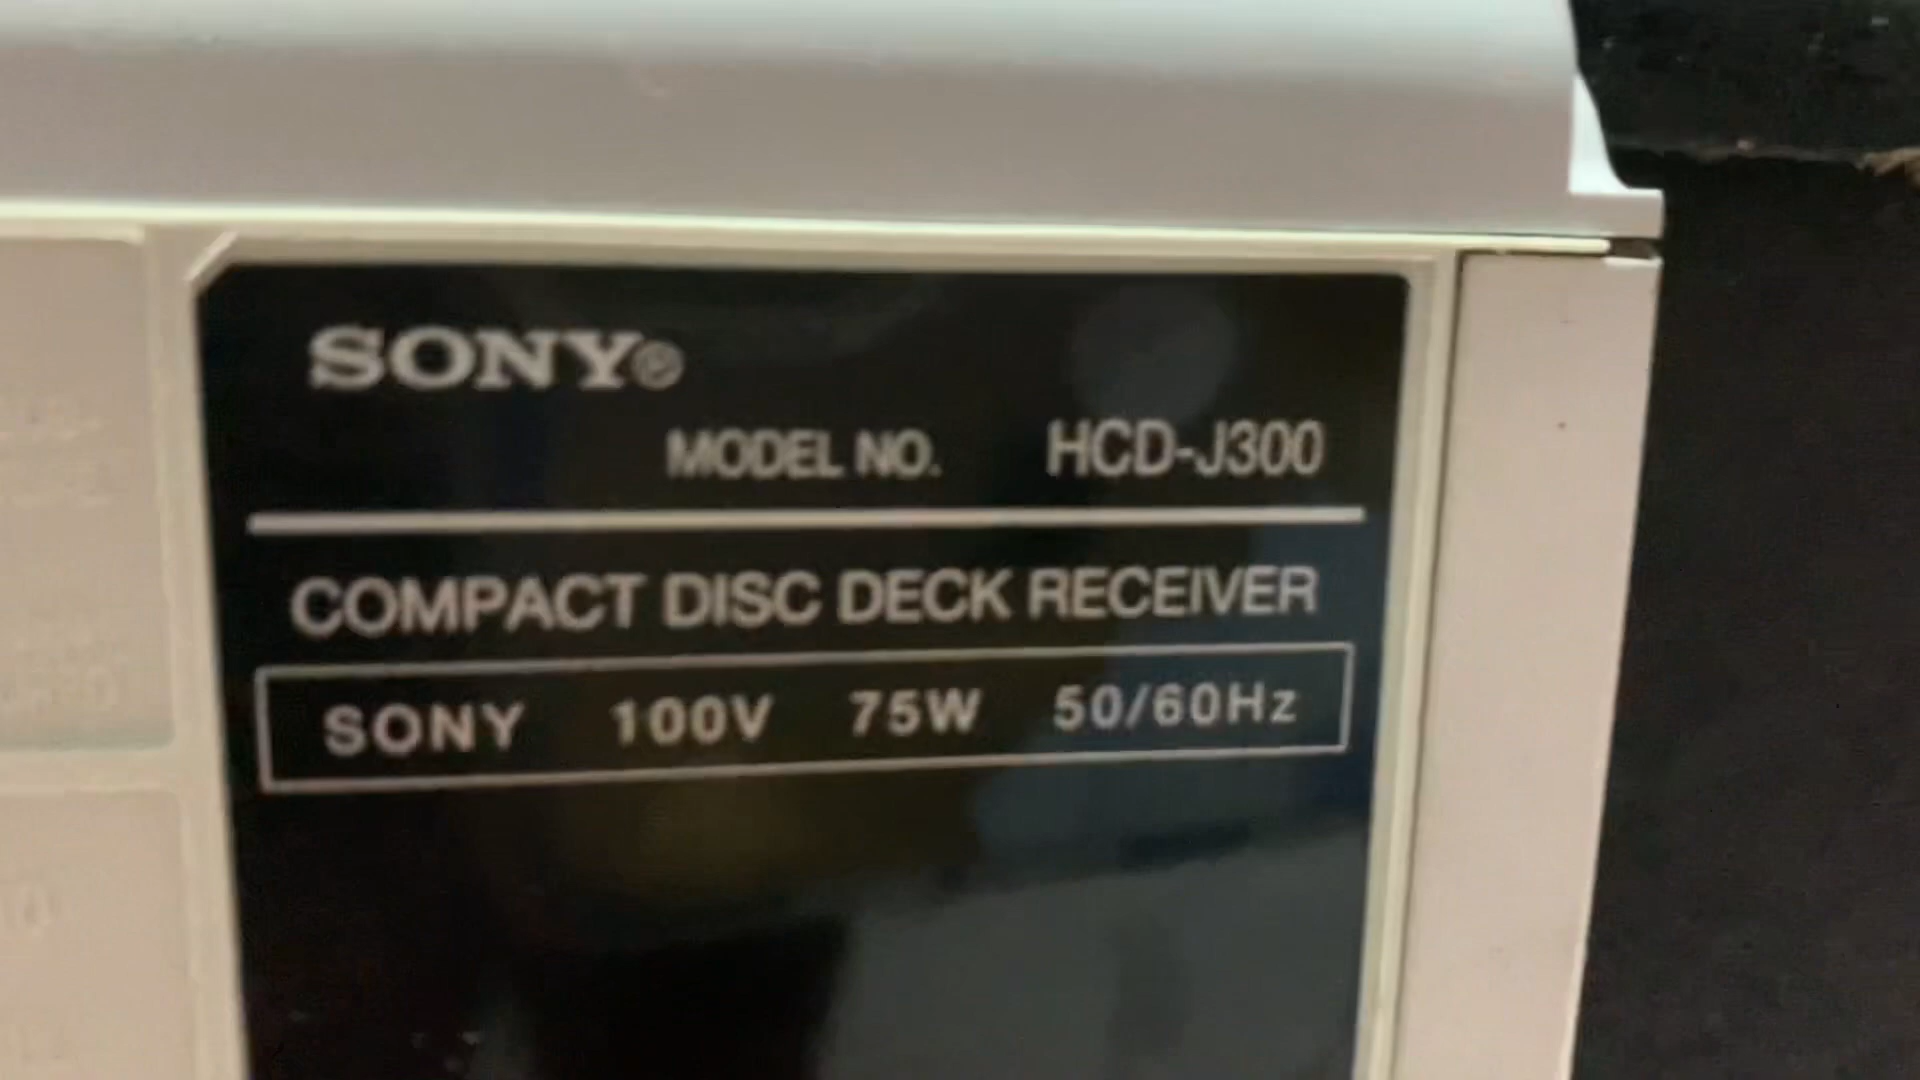 SONY®
MODEL NO. HCD-J300
COMPACT DISC DECK RECEIVER
SONY 100V 75W 50/60Hz